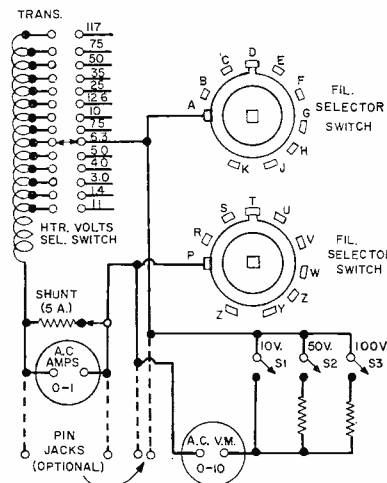 TRANS.
117
75
50
35
25
12.6
10
7.5
6.3
5.0
4.0
3.0
1.4
1.1
HTR. VOLTS
SEL. SWITCH
A
B
C
D
E
F
G
H
J
K
FIL.
SELECTOR
SWITCH
P
R
S
T
U
V
W
Z
Y
Z
FIL.
SELECTOR
SWITCH
SHUNT
(5 A.)
A.C
AMPS
0-1
10V.
S1
50V.
S2
100V.
S3
PIN
JACKS
(OPTIONAL)
A.C. V.M.
0-10